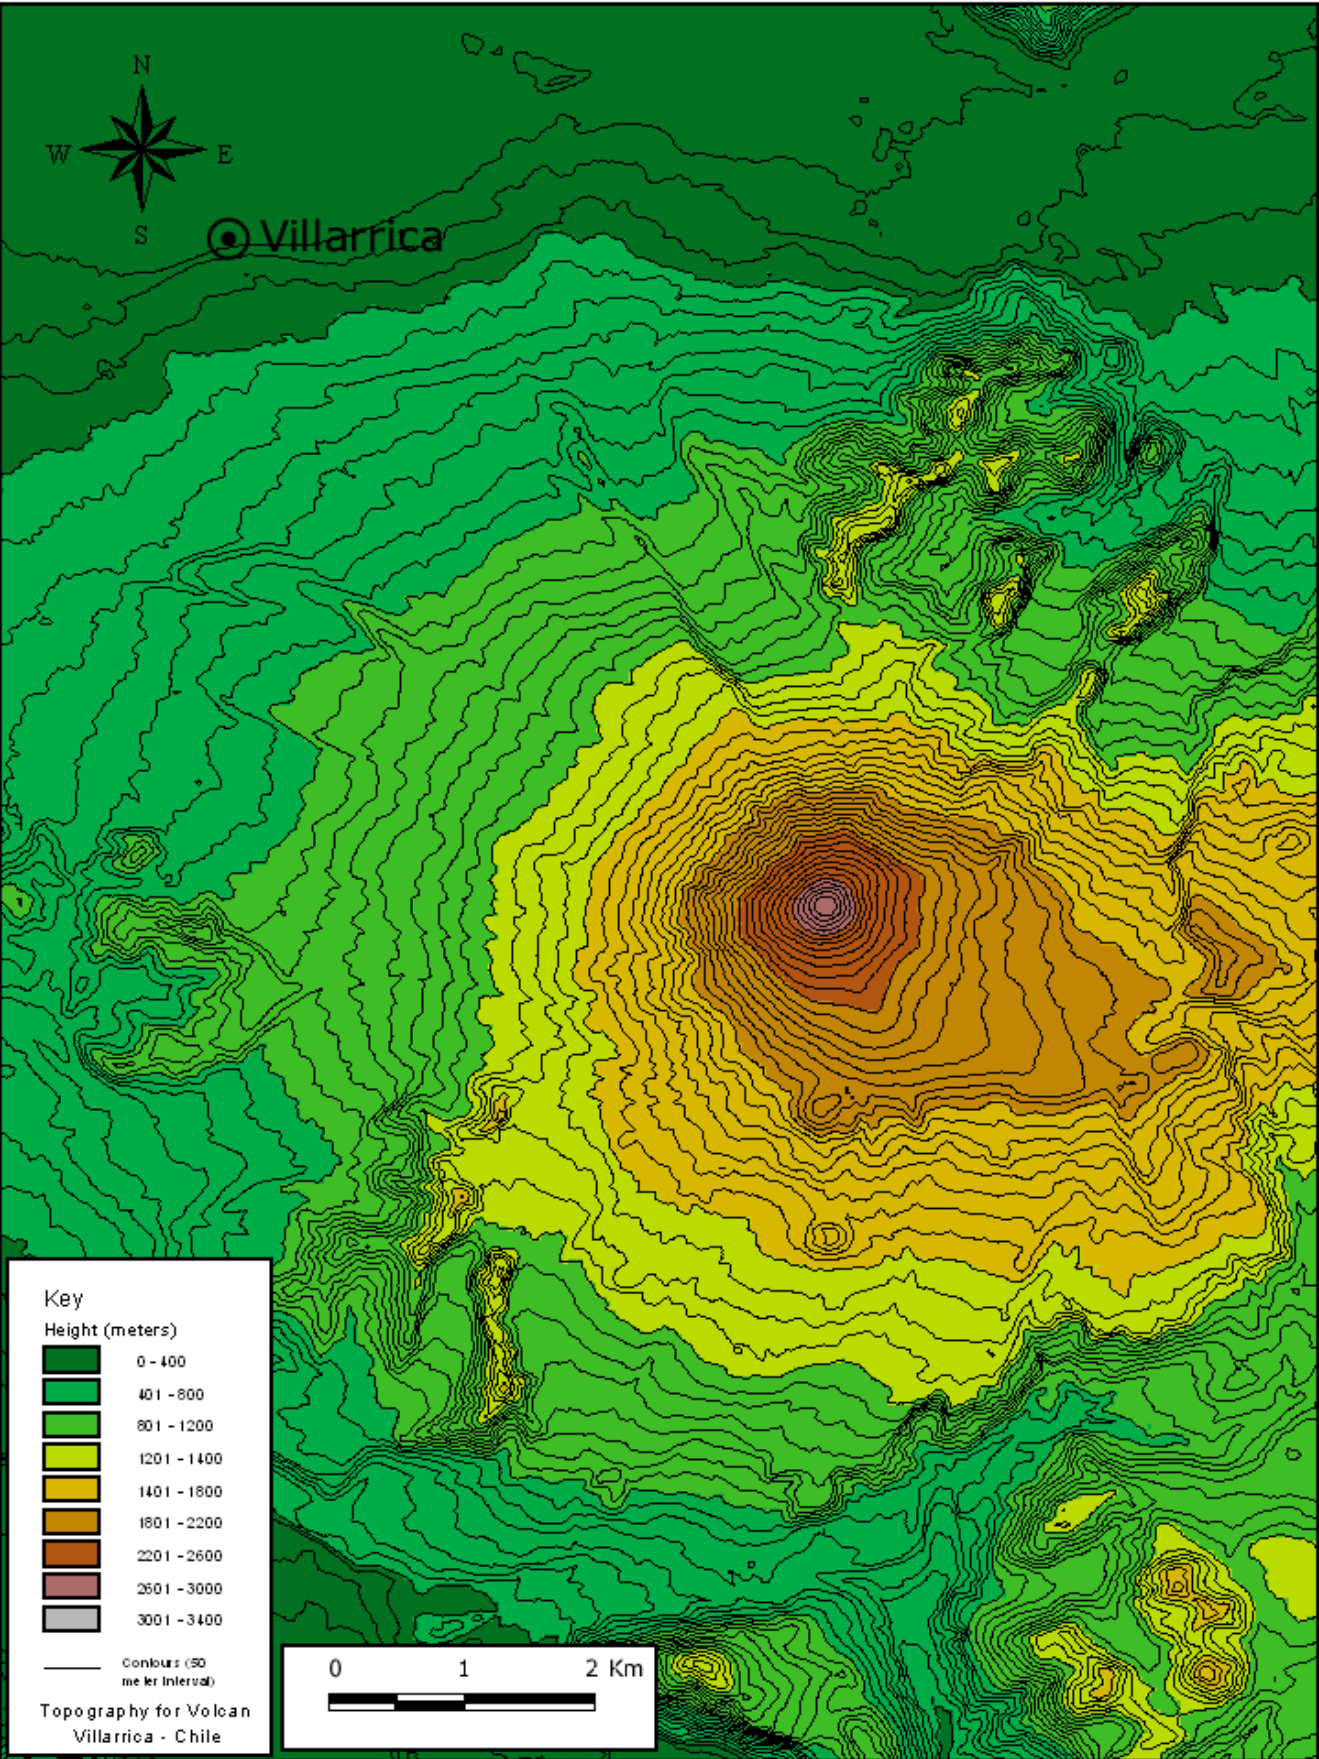 N
W E
S
Villarrica
Key
Height (meters)
0 - 400
401 - 800
801 - 1200
1201 - 1400
1401 - 1800
1801 - 2200
2201 - 2600
2601 - 3000
3001 - 3400
Contours (50
meter Interval)
Topography for Volcan
Villarrica - Chile
0 1 2 Km